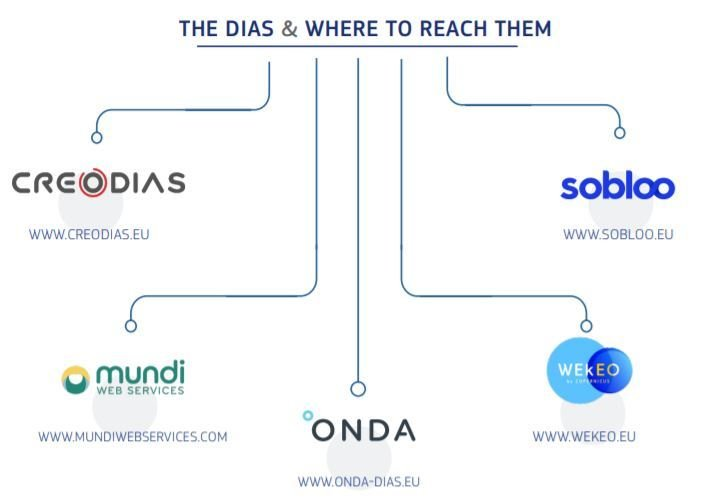 THE DIAS & WHERE TO REACH THEM
CREODIAS
WWW.CREODIAS.EU
sobloo
WWW.SOBLOO.EU
mundi
WEB SERVICES
WWW.MUNDIWEBSERVICES.COM
ONDA
WWW.ONDA-DIAS.EU
WEkEO
by COPERNICUS
WWW.WEKEO.EU